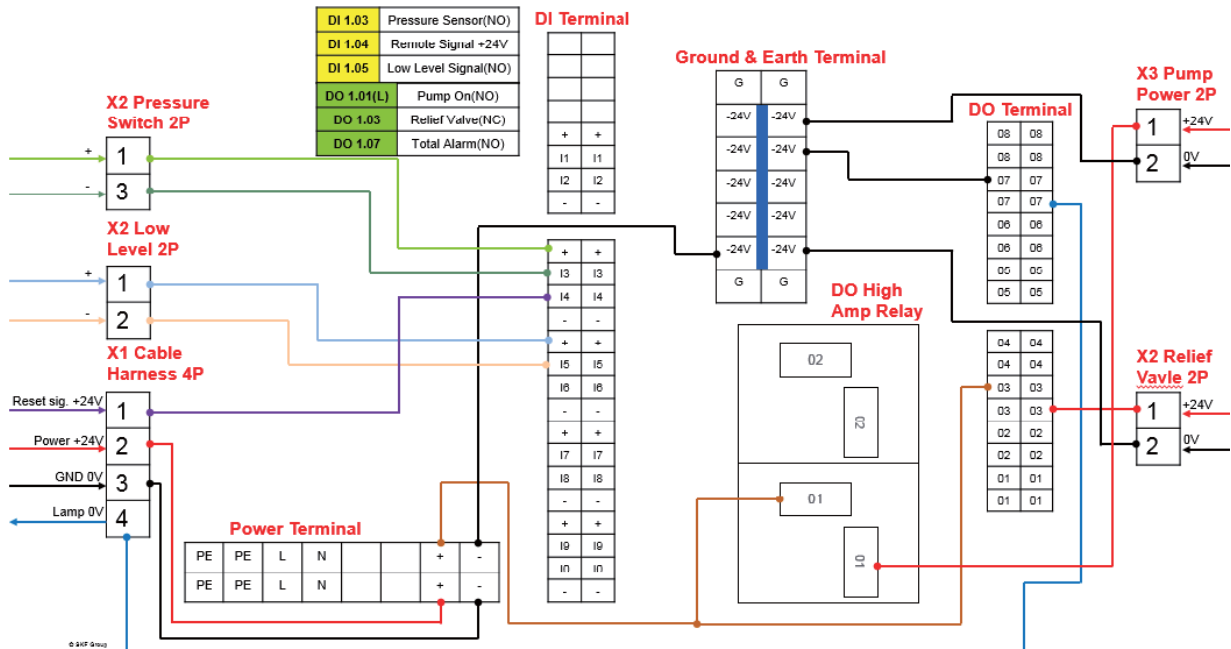 DI 1.03 Pressure Sensor(NO)
DI 1.04 Remote Signal +24V
DI 1.05 Low Level Signal(NO)
DO 1.01(L) Pump On(NO)
DO 1.03 Relief Valve(NC)
DO 1.07 Total Alarm(NO)
DI Terminal
+ +
I1 I1
I2 I2
- -
+ +
I3 I3
I4 I4
- -
+ +
I5 I5
I6 I6
- -
+ +
I7 I7
I8 I8
- -
+ +
I9 I9
I0 I0
- -
Ground & Earth Terminal
G G
-24V -24V
-24V -24V
-24V -24V
-24V -24V
-24V -24V
G G
X3 Pump
Power 2P
1 +24V
2 0V
DO Terminal
08 08
08 08
07 07
07 07
06 06
06 06
05 05
05 05
04 04
04 04
03 03
03 03
02 02
02 02
01 01
01 01
X2 Pressure
Switch 2P
+ 1
- 3
X2 Low
Level 2P
+ 1
- 2
X1 Cable
Harness 4P
Reset sig. +24V 1
Power +24V 2
GND 0V 3
Lamp 0V 4
DO High
Amp Relay
02
02
01
01
X2 Relief
Vavle 2P
1 +24V
2 0V
Power Terminal
PE PE L N + -
PE PE L N + -
© SKF Group